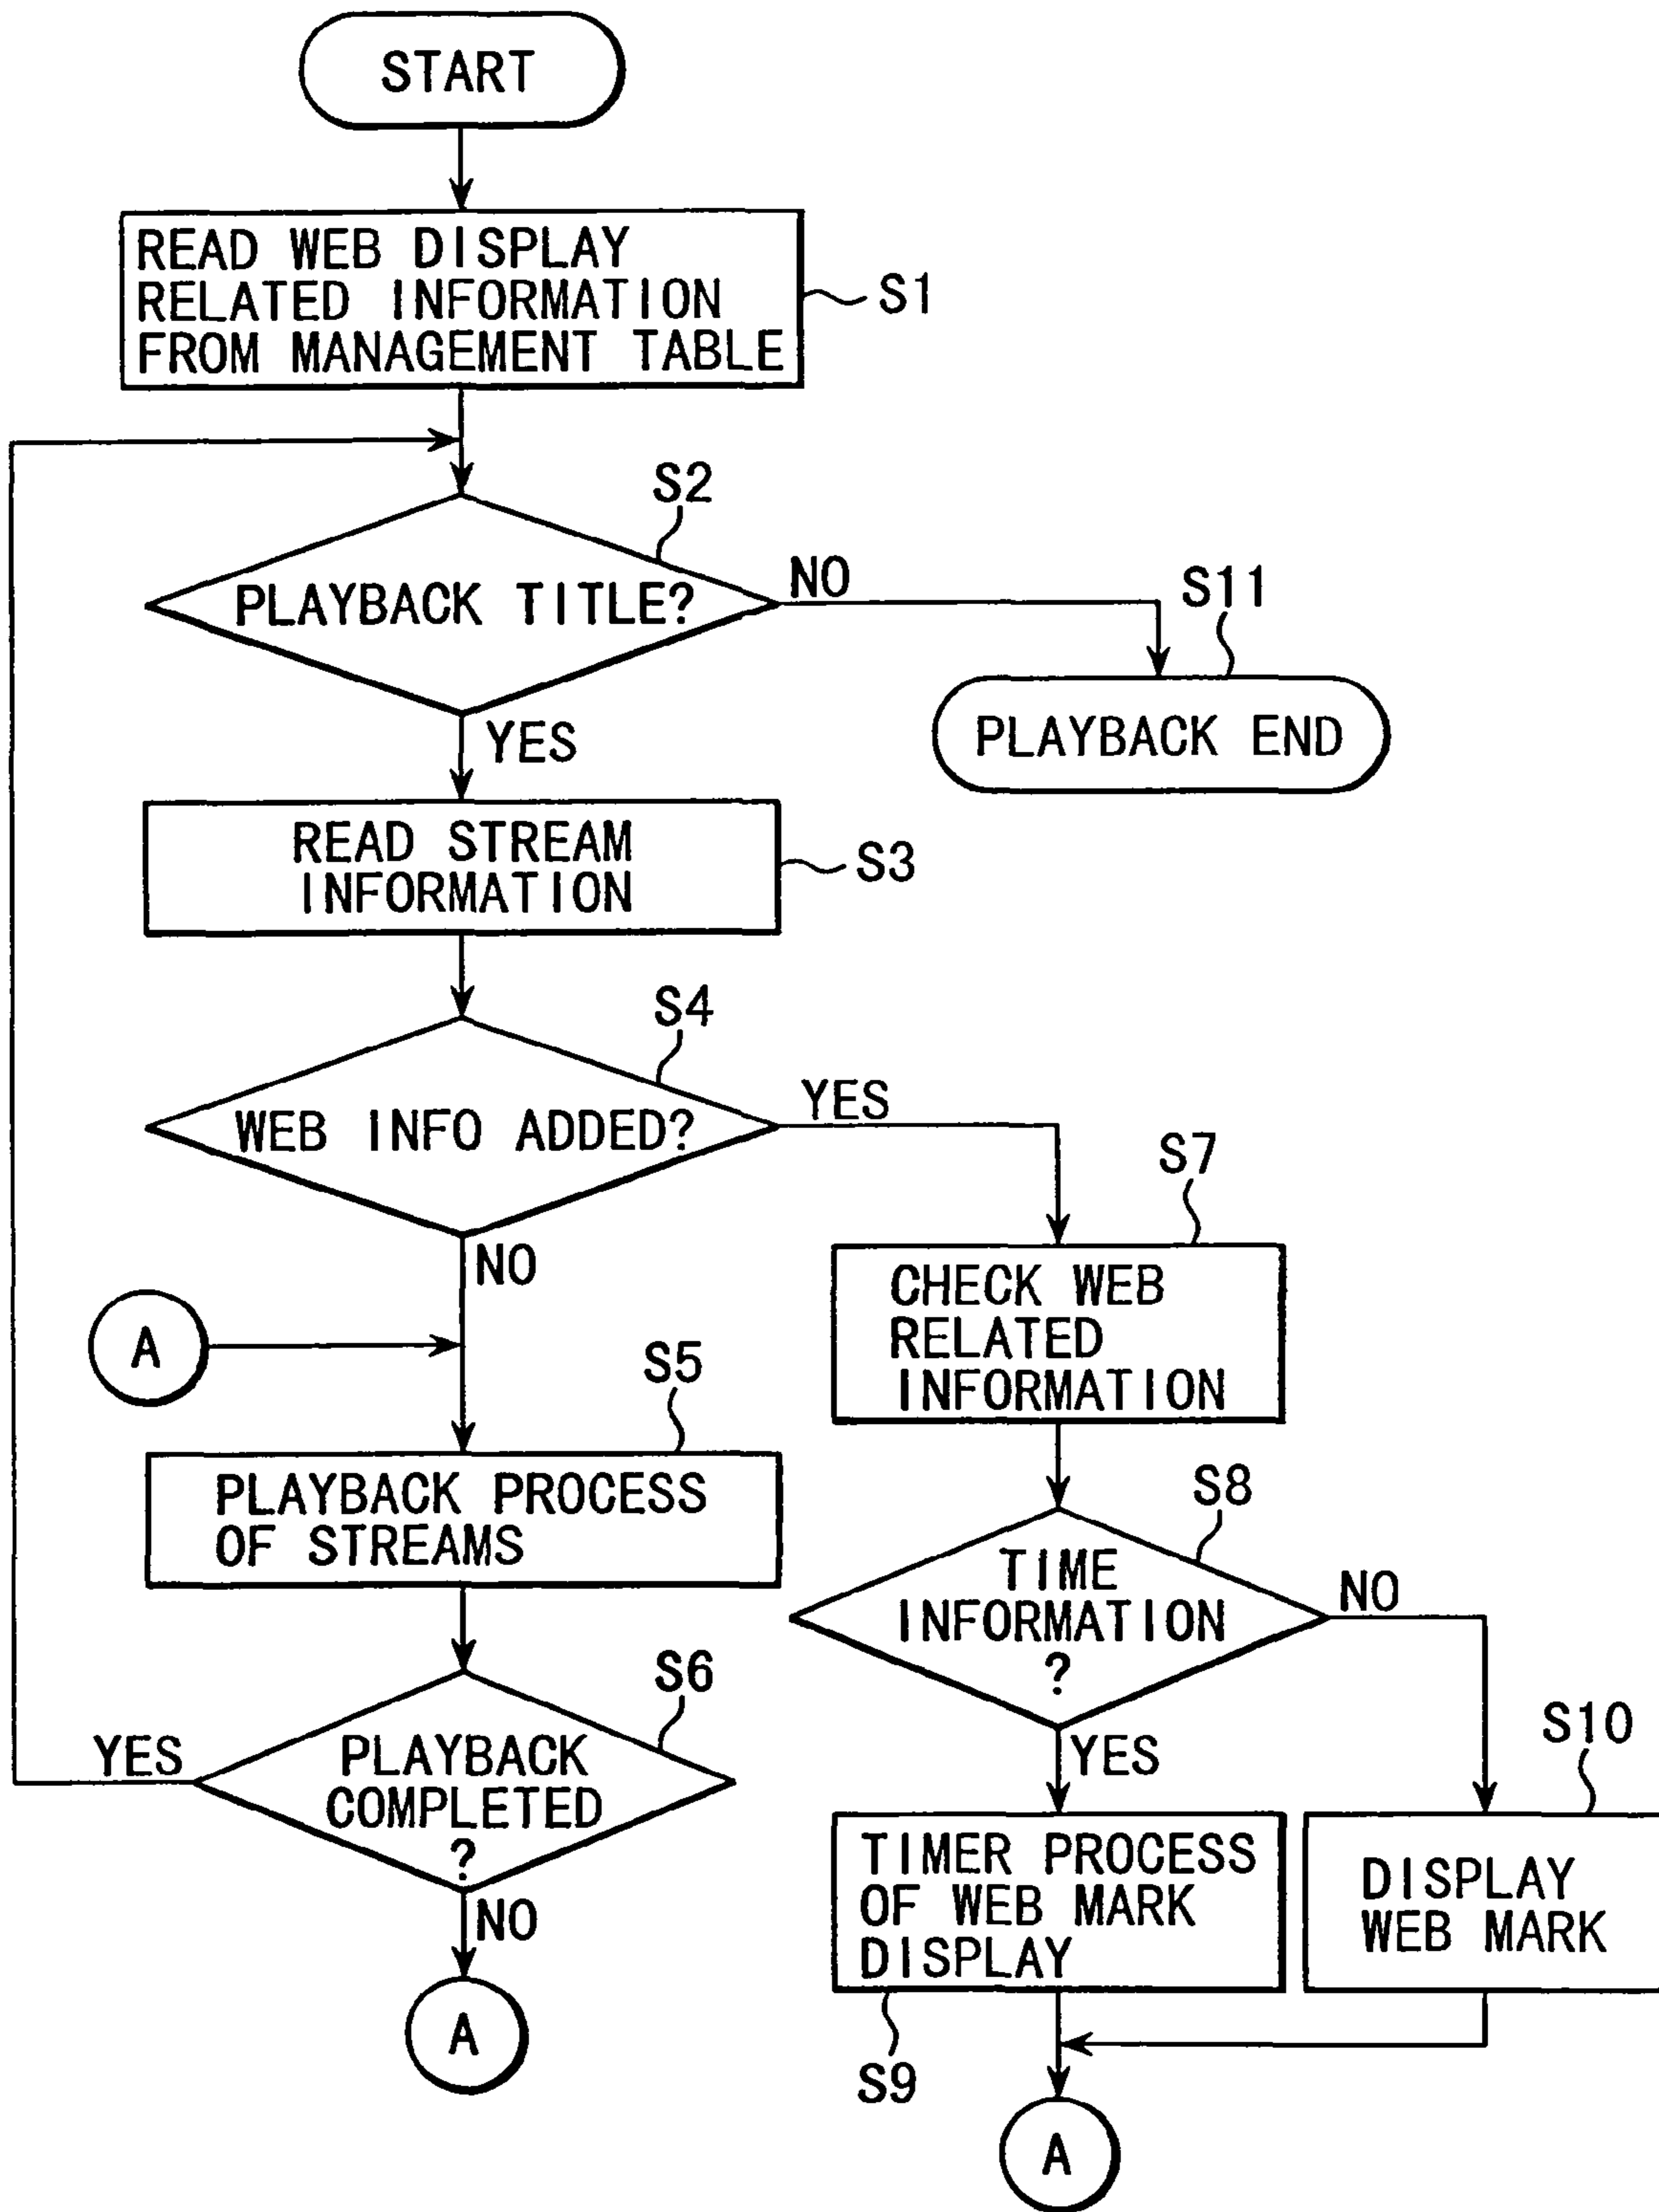 START
READ WEB DISPLAY
RELATED INFORMATION
FROM MANAGEMENT TABLE
S1
S2
PLAYBACK TITLE?
NO
S11
PLAYBACK END
YES
READ STREAM
INFORMATION
S3
S4
WEB INFO ADDED?
YES
NO
S7
CHECK WEB
RELATED
INFORMATION
A
S5
PLAYBACK PROCESS
OF STREAMS
S8
TIME
INFORMATION
?
NO
YES
S6
PLAYBACK
COMPLETED
?
YES
NO
A
S10
TIMER PROCESS
OF WEB MARK
DISPLAY
S9
DISPLAY
WEB MARK
A